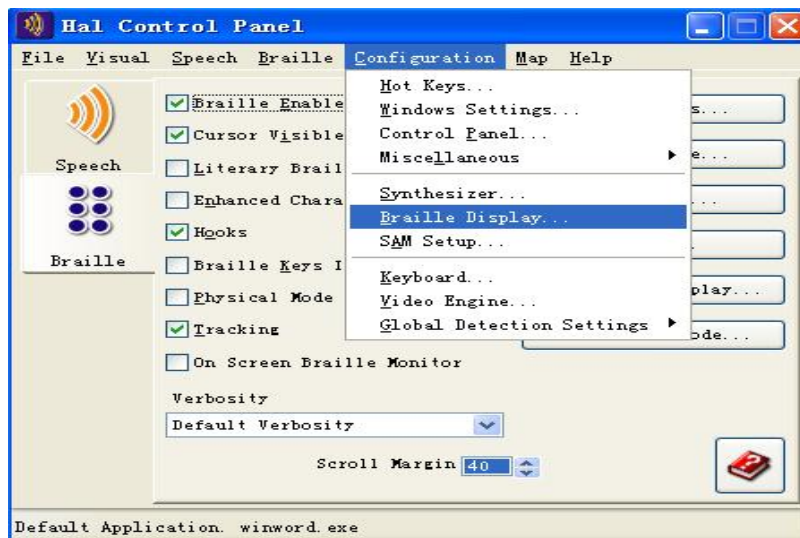 Hal Control Panel
File Visual Speech Braille Configuration Map Help
Hot Keys...
Windows Settings...
Control Panel...
Miscellaneous
Synthesizer...
Braille Display...
SAM Setup...
Keyboard...
Video Engine...
Global Detection Settings
Speech
Braille
Braille Enable
Cursor Visible
Literary Brail
Enhanced Chara
Hooks
Braille Keys I
Physical Mode
Tracking
On Screen Braille Monitor
Verbosity
Default Verbosity
Scroll Margin 40
s...
e...
...
.
play...
ode...
Default Application. winword.exe